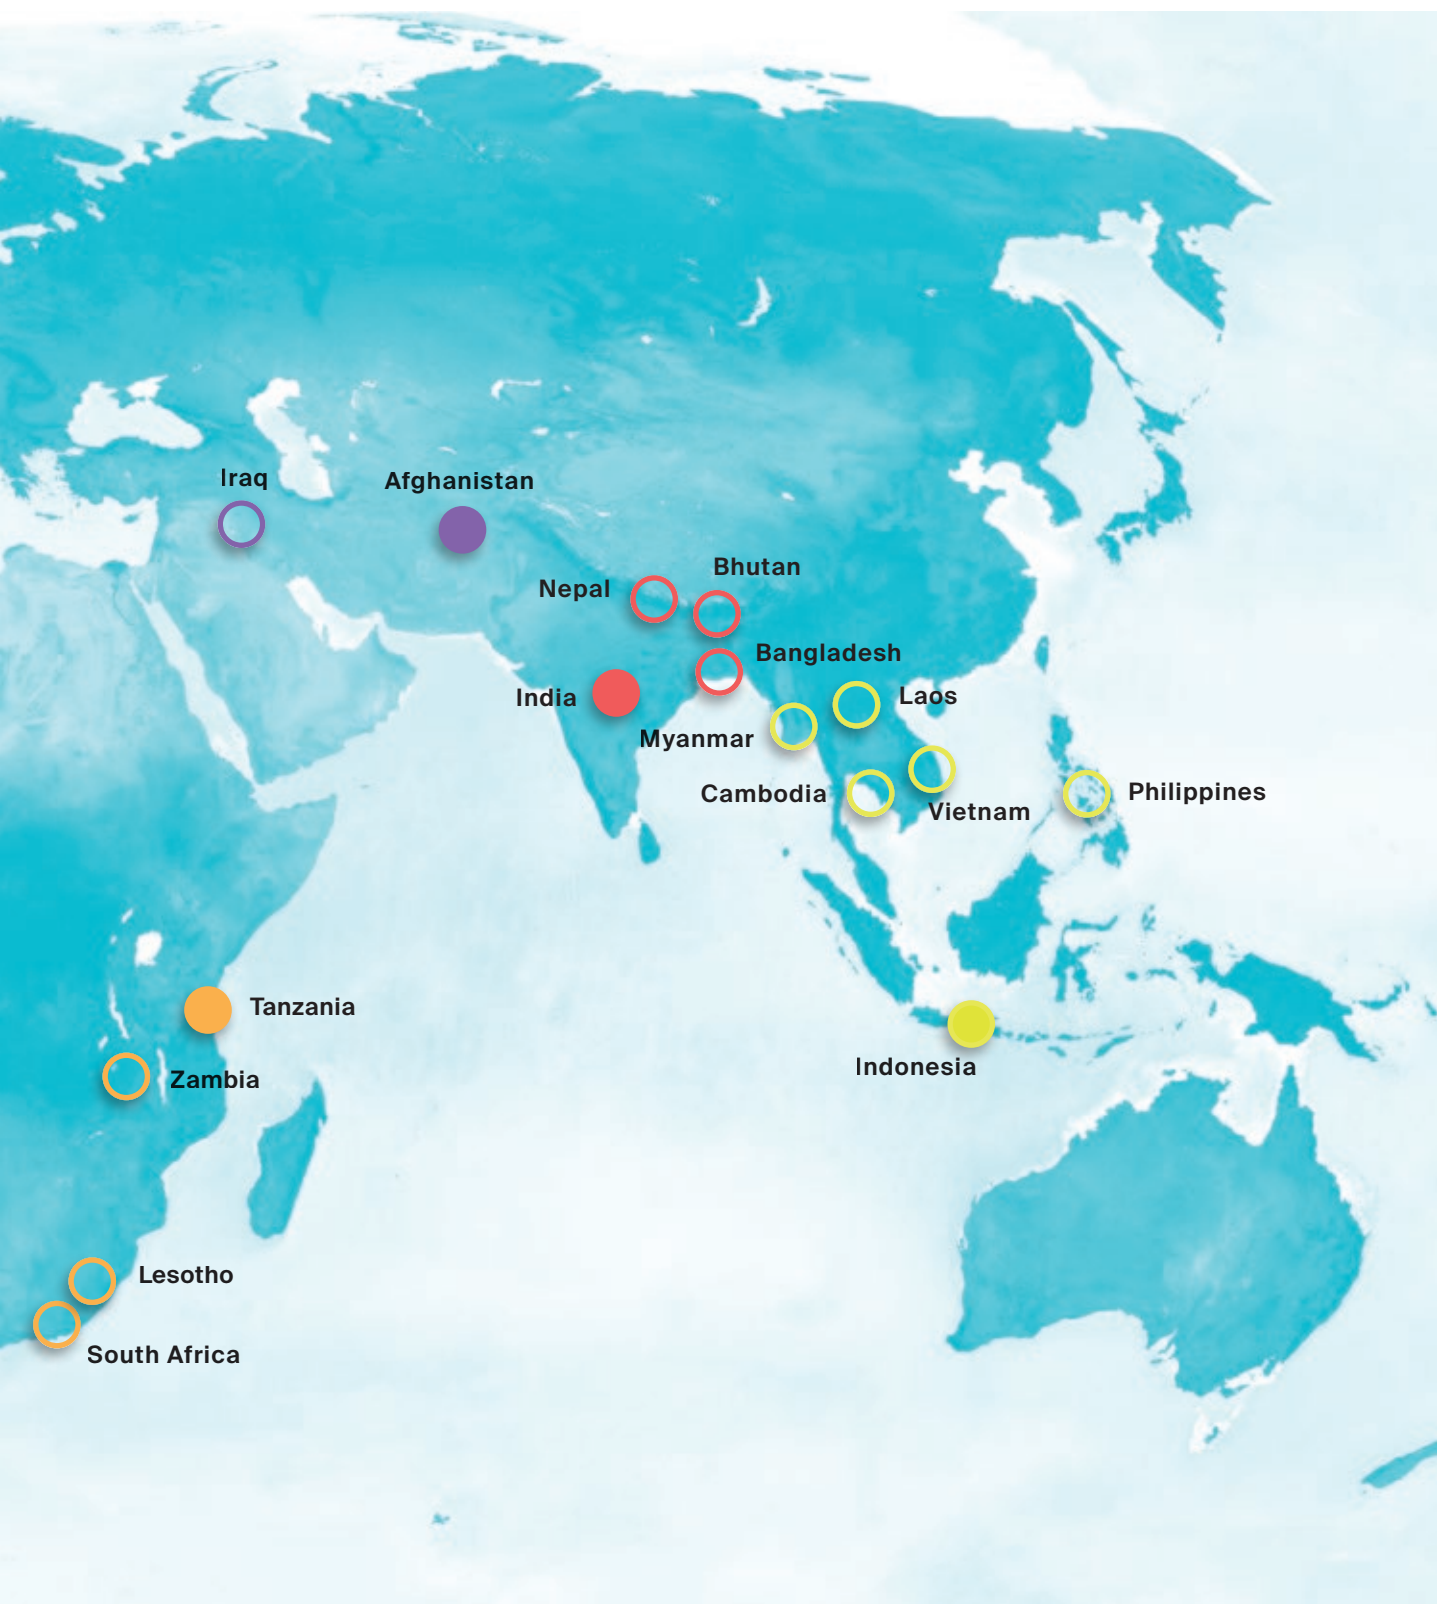 Iraq
Afghanistan
Bhutan
Nepal
Bangladesh
India
Laos
Myanmar
Cambodia
Philippines
Vietnam
Tanzania
Indonesia
Zambia
Lesotho
South Africa